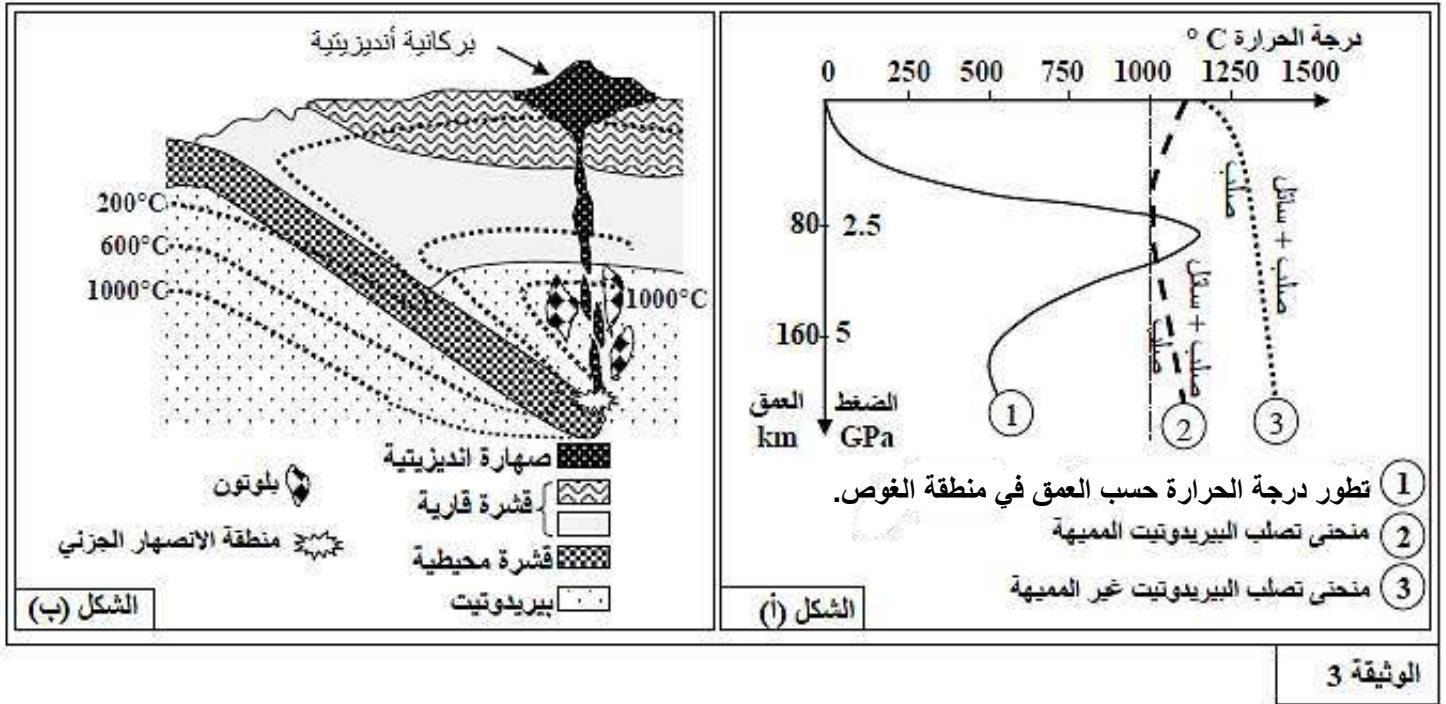 درجة الحرارة C °
0 250 500 750 1000 1250 1500
80 2.5
160 5
العمق
km
الضغط
GPa
صلب
صلب + سائل
صلب
صلب + سائل
1
2
3
1 تطور درجة الحرارة حسب العمق في منطقة الغوص.
2 منحنى تصلب البيريدوتيت المميهة
3 منحنى تصلب البيريدوتيت غير المميهة
الشكل (أ)
بركانية أنديزيتية
200°C
600°C
1000°C
1000°C
صهارة انديزيتية
قشرة قارية
قشرة محيطية
بيريدوتيت
بلوتون
منطقة الانصهار الجزئي
الشكل (ب)
الوثيقة 3